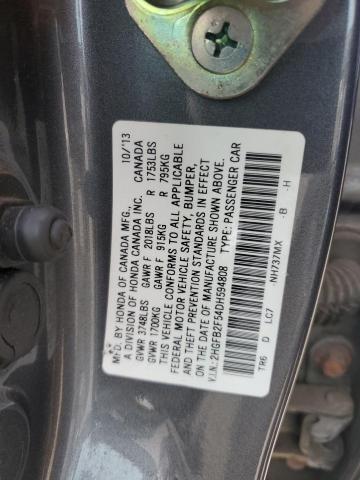 MFD. BY HONDA OF CANADA MFG., 10/'13
A DIVISION OF HONDA CANADA INC. CANADA
GVWR 3748LBS GAWR F 2018LBS R 1753LBS
GVWR 1700KG GAWR F 915KG R 795KG
THIS VEHICLE CONFORMS TO ALL APPLICABLE
FEDERAL MOTOR VEHICLE SAFETY, BUMPER,
AND THEFT PREVENTION STANDARDS IN EFFECT
ON THE DATE OF MANUFACTURE SHOWN ABOVE.
V.I.N.: 2HGFB2F54DH594808 TYPE: PASSENGER CAR
TR6 D LC7 NH737MX -B -H